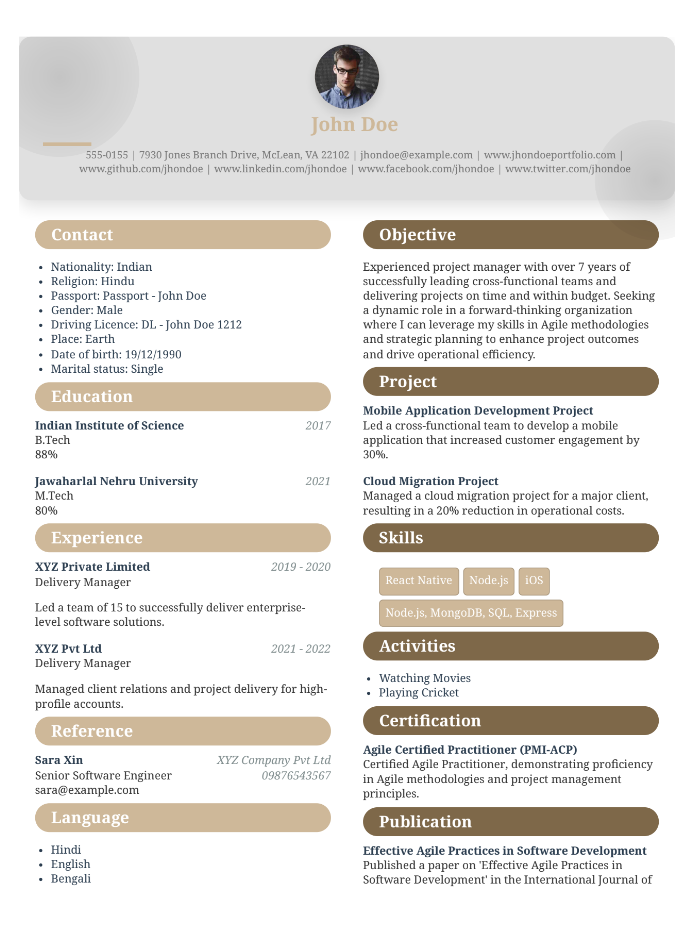 John Doe
555-0155 | 7930 Jones Branch Drive, McLean, VA 22102 | jhondoe@example.com | www.jhondoeportfolio.com |
www.github.com/jhondoe | www.linkedin.com/jhondoe | www.facebook.com/jhondoe | www.twitter.com/jhondoe
Contact
• Nationality: Indian
• Religion: Hindu
• Passport: Passport - John Doe
• Gender: Male
• Driving Licence: DL - John Doe 1212
• Place: Earth
• Date of birth: 19/12/1990
• Marital status: Single
Education
Indian Institute of Science 2017
B.Tech
88%
Jawaharlal Nehru University 2021
M.Tech
80%
Experience
XYZ Private Limited 2019 - 2020
Delivery Manager
Led a team of 15 to successfully deliver enterprise-
level software solutions.
XYZ Pvt Ltd 2021 - 2022
Delivery Manager
Managed client relations and project delivery for high-
profile accounts.
Reference
Sara Xin XYZ Company Pvt Ltd
Senior Software Engineer 09876543567
sara@example.com
Language
• Hindi
• English
• Bengali
Objective
Experienced project manager with over 7 years of
successfully leading cross-functional teams and
delivering projects on time and within budget. Seeking
a dynamic role in a forward-thinking organization
where I can leverage my skills in Agile methodologies
and strategic planning to enhance project outcomes
and drive operational efficiency.
Project
Mobile Application Development Project
Led a cross-functional team to develop a mobile
application that increased customer engagement by
30%.
Cloud Migration Project
Managed a cloud migration project for a major client,
resulting in a 20% reduction in operational costs.
Skills
React Native Node.js iOS
Node.js, MongoDB, SQL, Express
Activities
• Watching Movies
• Playing Cricket
Certification
Agile Certified Practitioner (PMI-ACP)
Certified Agile Practitioner, demonstrating proficiency
in Agile methodologies and project management
principles.
Publication
Effective Agile Practices in Software Development
Published a paper on 'Effective Agile Practices in
Software Development' in the International Journal of